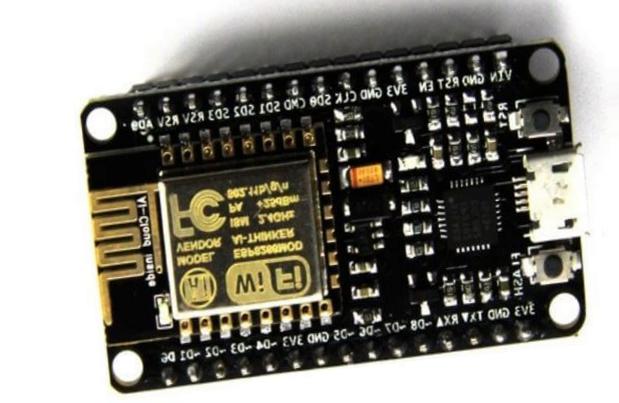 RSV RSV SD3 SD2 SD1 CMD SD0 CLK GND 3V3 EN RST GND VIN
RST
Ai-Cloud inside
FC
802.11b/g/n
PA +25dBm
ISM 2.4GHz
MODEL ESP8266MOD
VENDOR AI-THINKER
WiFi
FLASH
~D1 ~D2 ~D3 ~D4 3V3 GND ~D5 ~D6 ~D7 ~D8 RX▲ TX▼ GND 3V3